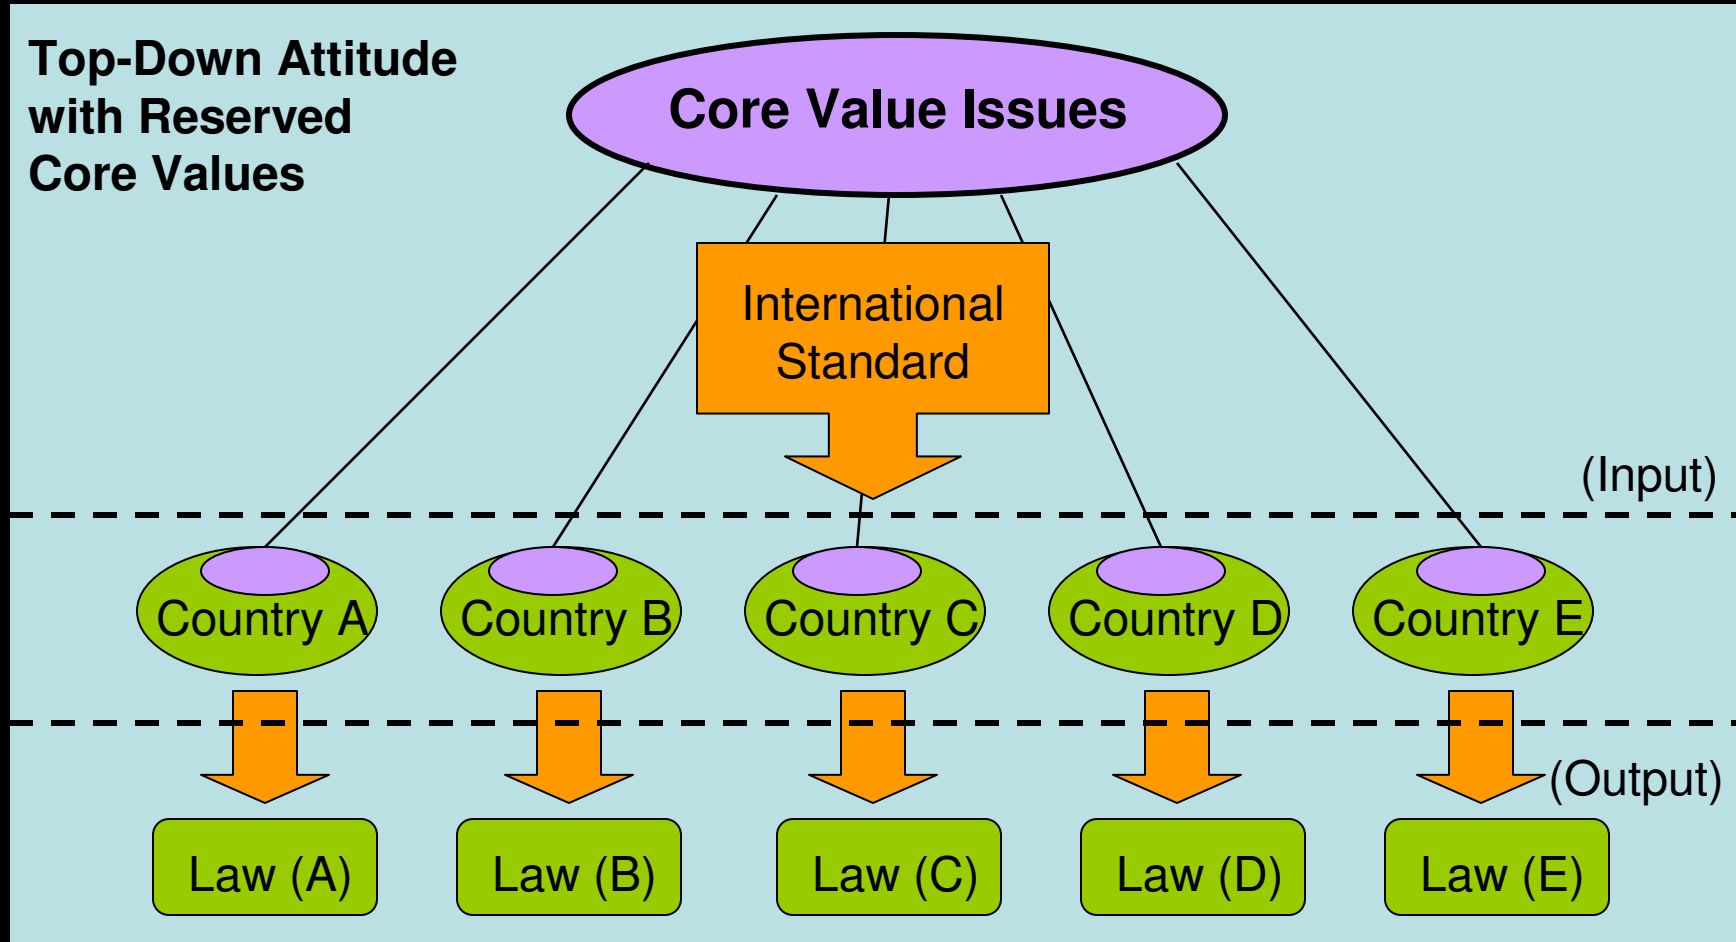 Top-Down Attitude
with Reserved
Core Values
Core Value Issues
International
Standard
(Input)
Country A
Country B
Country C
Country D
Country E
(Output)
Law (A)
Law (B)
Law (C)
Law (D)
Law (E)